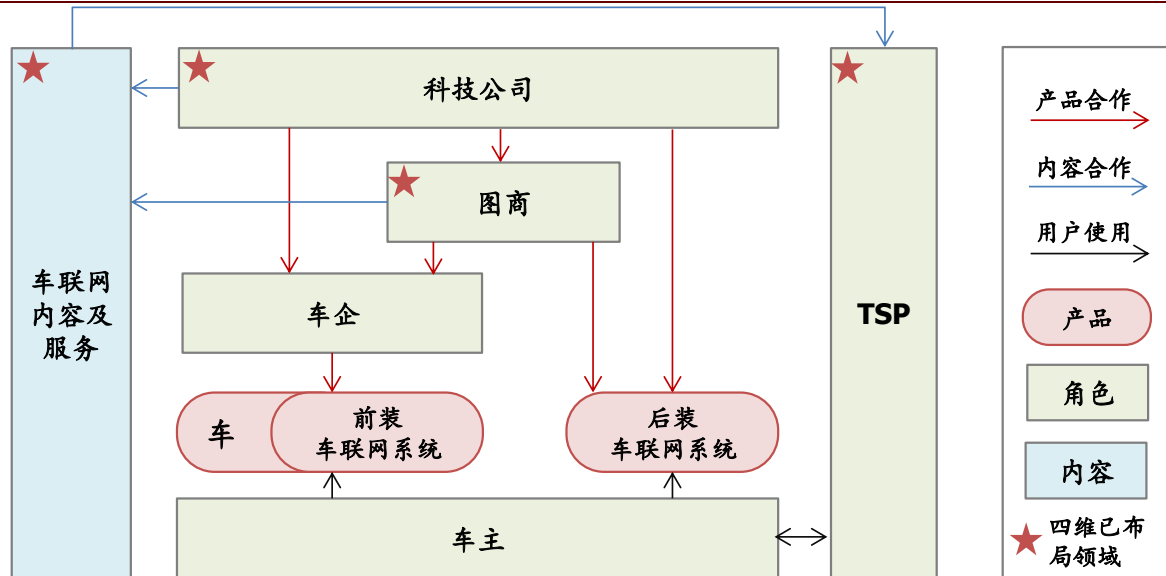 科技公司
图商
车联网
内容及
服务
车企
TSP
车
前装
车联网系统
后装
车联网系统
车主
产品合作
内容合作
用户使用
产品
角色
内容
四维已布
局领域